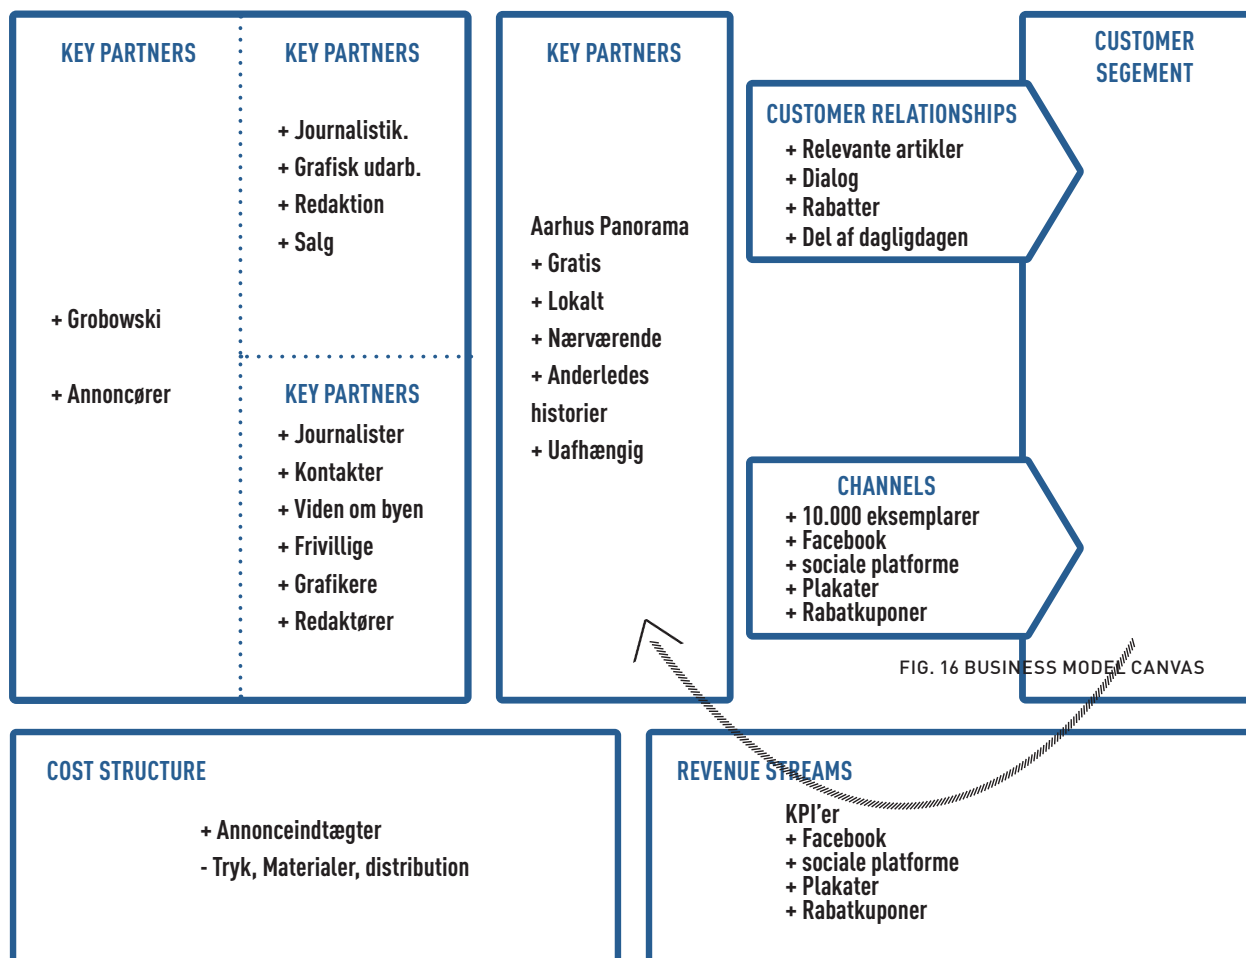 KEY PARTNERS
+ Grobowski
+ Annoncører
KEY PARTNERS
+ Journalistik.
+ Grafisk udarb.
+ Redaktion
+ Salg
KEY PARTNERS
+ Journalister
+ Kontakter
+ Viden om byen
+ Frivillige
+ Grafikere
+ Redaktører
KEY PARTNERS
Aarhus Panorama
+ Gratis
+ Lokalt
+ Nærværende
+ Anderledes
historier
+ Uafhængig
CUSTOMER RELATIONSHIPS
+ Relevante artikler
+ Dialog
+ Rabatter
+ Del af dagligdagen
CHANNELS
+ 10.000 eksemplarer
+ Facebook
+ sociale platforme
+ Plakater
+ Rabatkuponer
CUSTOMER
SEGEMENT
FIG. 16 BUSINESS MODEL CANVAS
COST STRUCTURE
+ Annonceindtægter
- Tryk, Materialer, distribution
REVENUE STREAMS
KPI'er
+ Facebook
+ sociale platforme
+ Plakater
+ Rabatkuponer